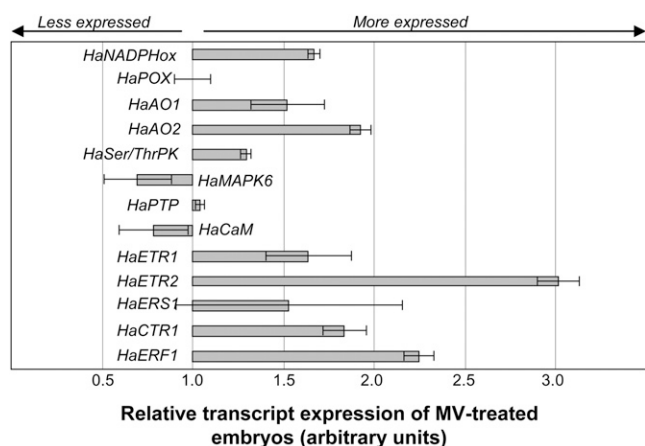 Less expressed More expressed
HaNADPHox
HaPOX
HaAO1
HaAO2
HaSer/ThrPK
HaMAPK6
HaPTP
HaCaM
HaETR1
HaETR2
HaERS1
HaCTR1
HaERF1
0.5 1.0 1.5 2.0 2.5 3.0
Relative transcript expression of MV-treated
embryos (arbitrary units)